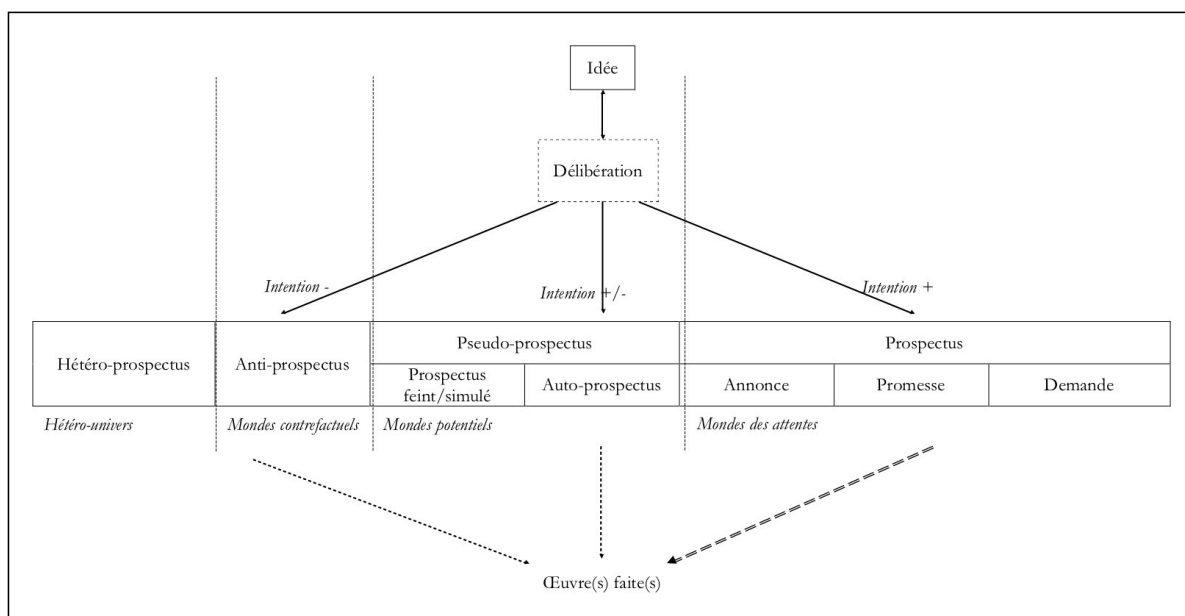 Idée
Délibération
Intention -
Intention +/-
Intention +
Hétéro-prospectus
Anti-prospectus
Pseudo-prospectus
Prospectus
Prospectus
feint/simulé
Auto-prospectus
Annonce
Promesse
Demande
Hétéro-univers
Mondes contrefactuels
Mondes potentiels
Mondes des attentes
Œuvre(s) faite(s)